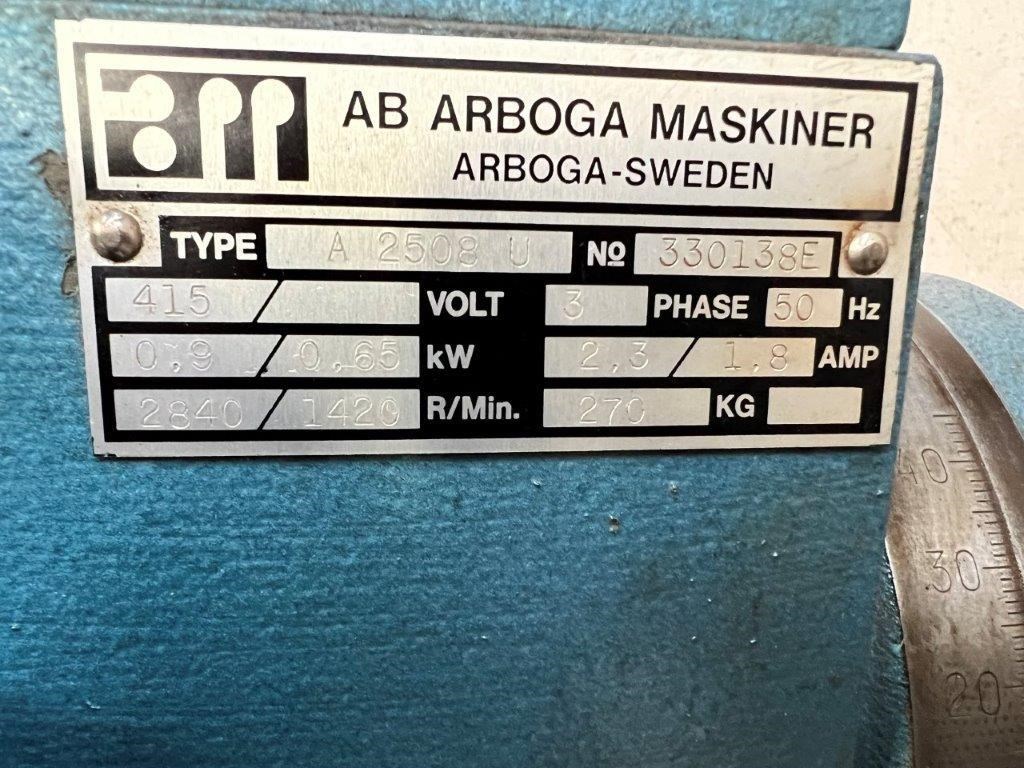 AB ARBOGA MASKINER
ARBOGA-SWEDEN
TYPE A 2508 U Nº 330138E
415 / VOLT 3 PHASE 50 Hz
0,9 / 0,65 kW 2,3 / 1,8 AMP
2840 / 1420 R/Min. 270 KG
40
30
20